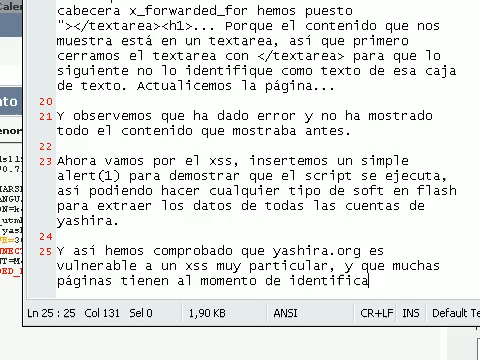 cabecera x_forwarded_for hemos puesto
"></textarea><h1>... Porque el contenido que nos
muestra está en un textarea, así que primero
cerramos el textarea con </textarea> para que lo
siguiente no lo identifique como texto de esa caja
de texto. Actualicemos la página...
20
21 Y observemos que ha dado error y no ha mostrado
todo el contenido que mostraba antes.
22
23 Ahora vamos por el xss, insertemos un simple
alert(1) para demostrar que el script se ejecuta,
así podiendo hacer cualquier tipo de soft en flash
para extraer los datos de todas las cuentas de
yashira.
24
25 Y así hemos comprobado que yashira.org es
vulnerable a un xss muy particular, y que muchas
páginas tienen al momento de identifica
Ln 25 : 25 Col 131 Sel 0 1,90 KB ANSI CR+LF INS Default Te